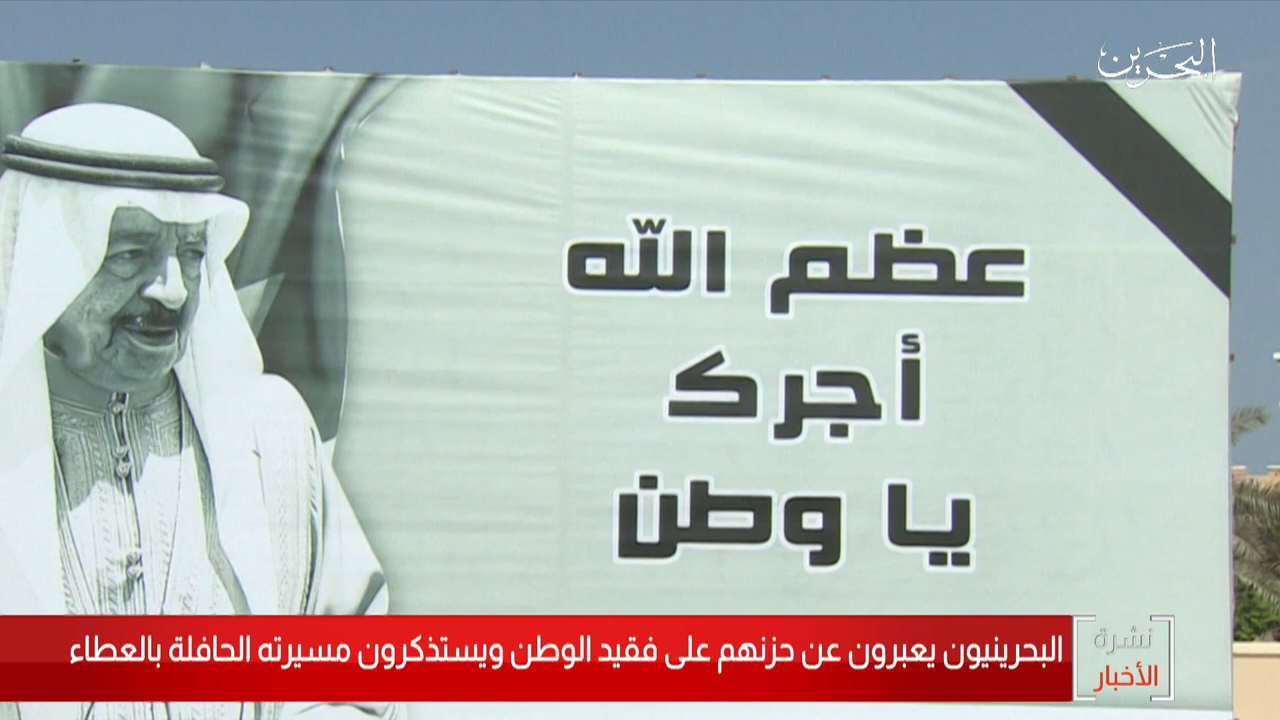 البحرين
عظم الله
أجرك
يا وطن
البحرينيون يعبرون عن حزنهم على فقيد الوطن ويستذكرون مسيرته الحافلة بالعطاء
نشرة
الأخبار